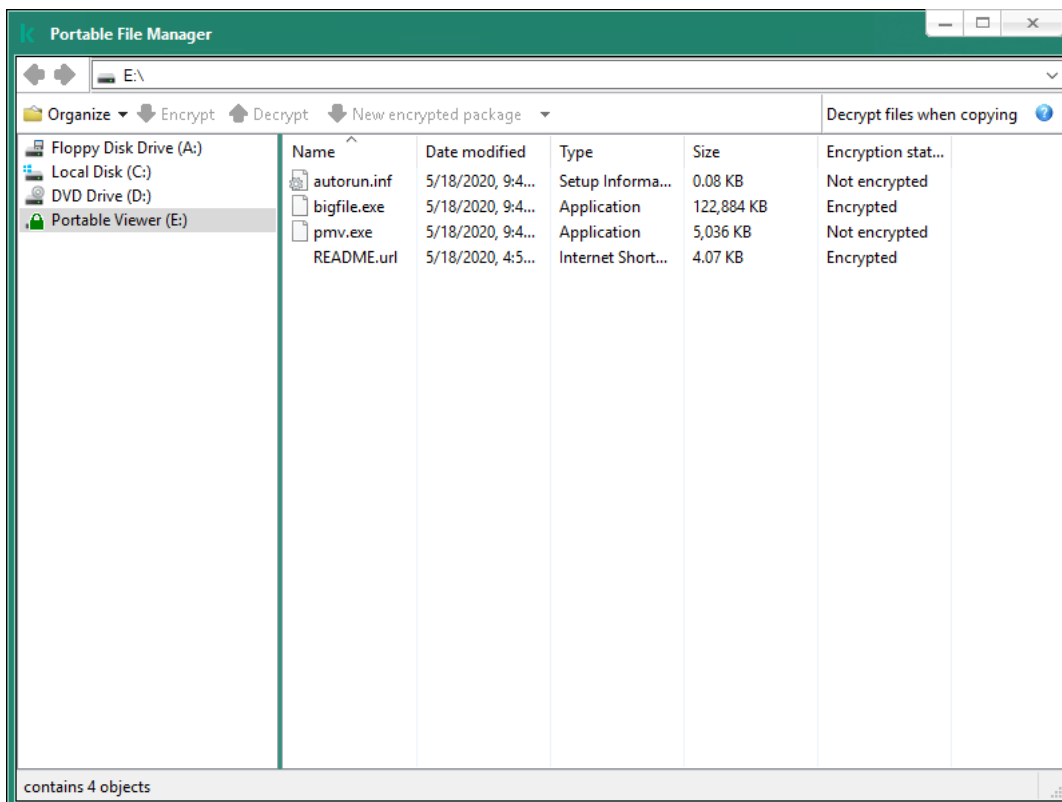 Portable File Manager
E:\
Organize Encrypt Decrypt New encrypted package Decrypt files when copying
Floppy Disk Drive (A:)
Local Disk (C:)
DVD Drive (D:)
Portable Viewer (E:)
Name Date modified Type Size Encryption stat...
autorun.inf 5/18/2020, 9:4... Setup Informa... 0.08 KB Not encrypted
bigfile.exe 5/18/2020, 9:4... Application 122,884 KB Encrypted
pmv.exe 5/18/2020, 9:4... Application 5,036 KB Not encrypted
README.url 5/18/2020, 4:5... Internet Short... 4.07 KB Encrypted
contains 4 objects